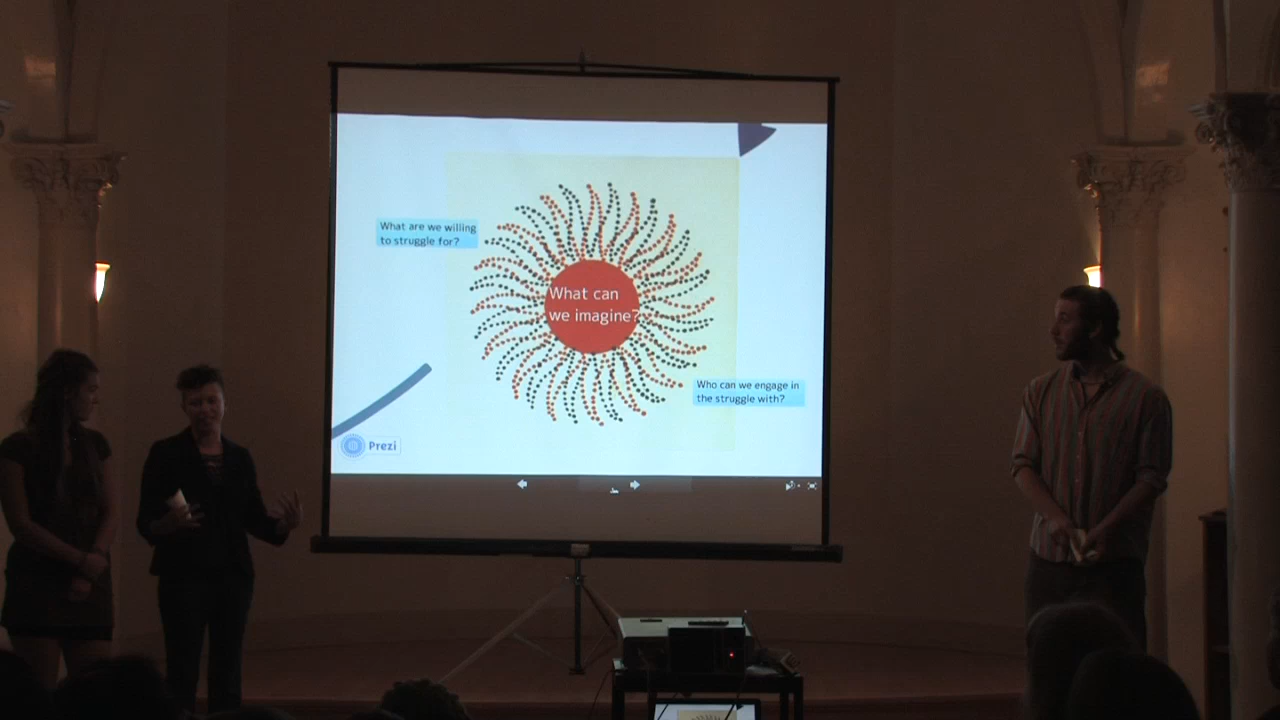 What are we willing
to struggle for?
What can
we imagine?
Who can we engage in
the struggle with?
Prezi